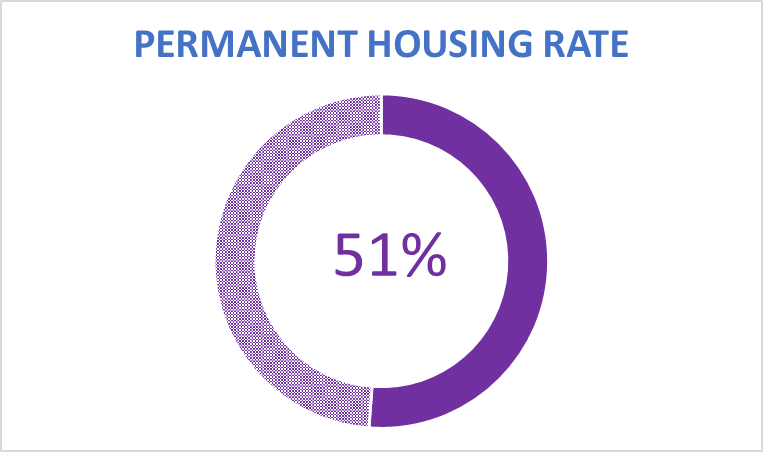 PERMANENT HOUSING RATE
51%